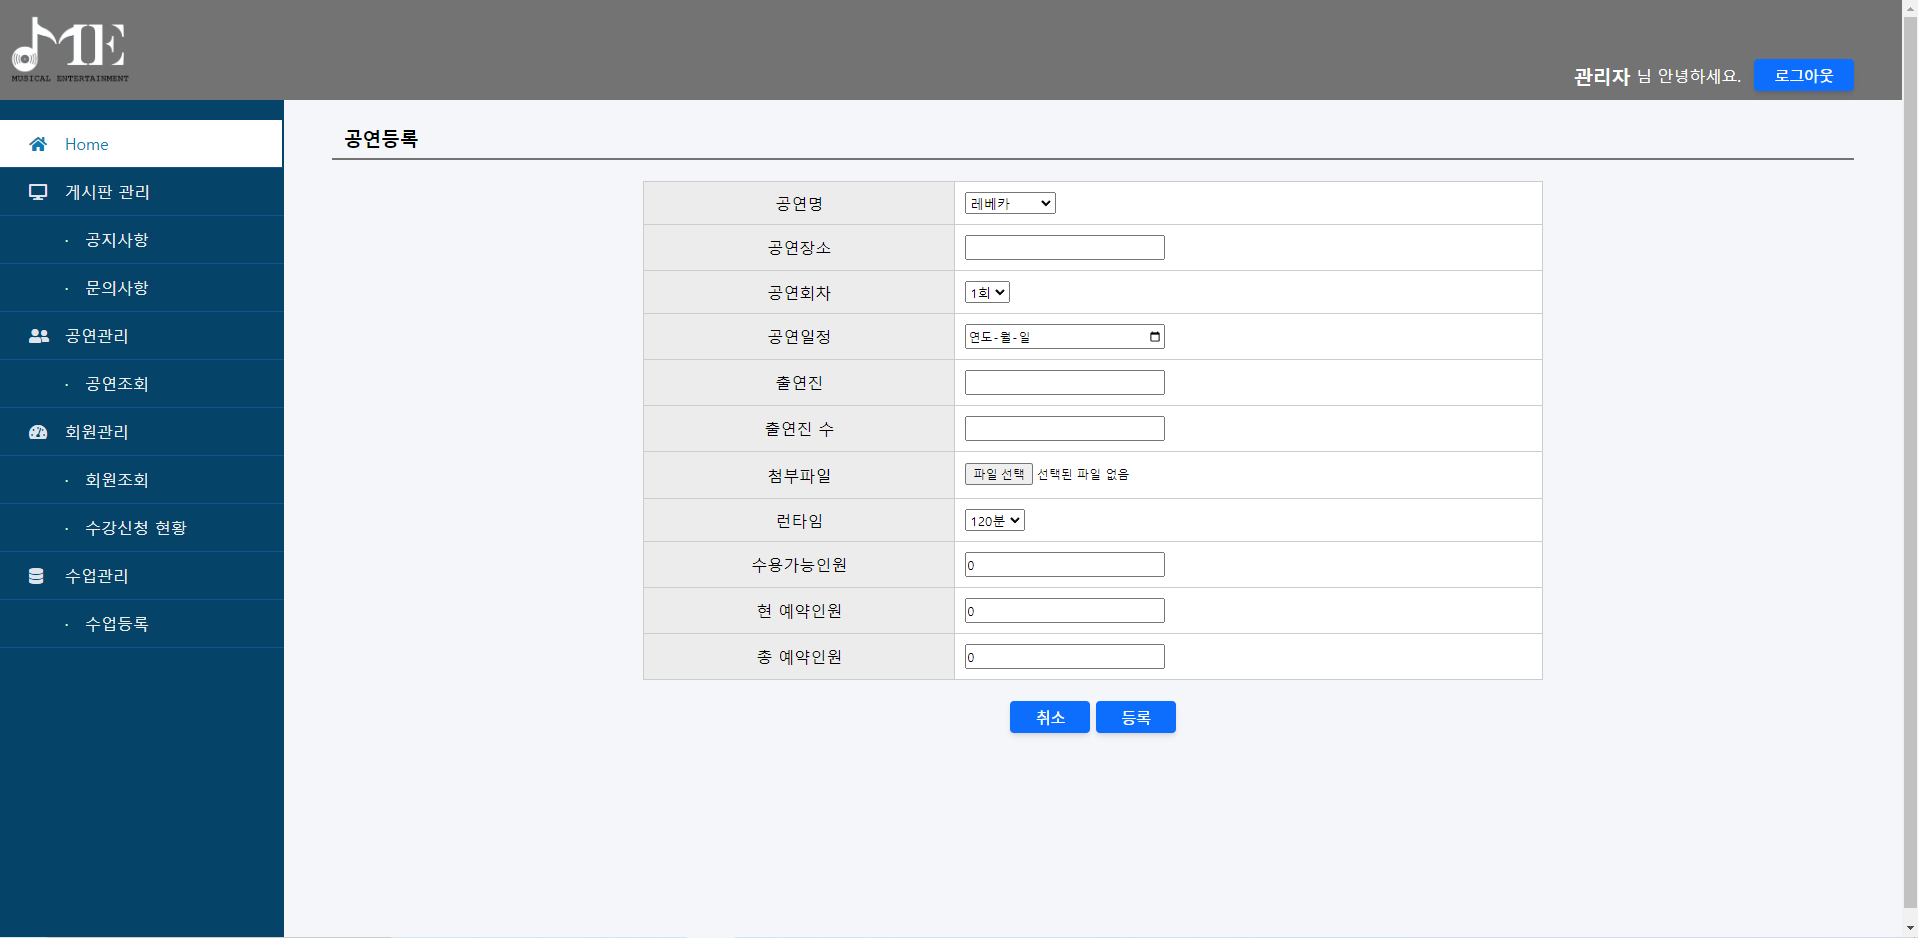 ME
MUSICAL ENTERTAINMENT
관리자 님 안녕하세요. 로그아웃
Home
게시판 관리
· 공지사항
· 문의사항
공연관리
· 공연조회
회원관리
· 회원조회
· 수강신청 현황
수업관리
· 수업등록
공연등록
공연명 레베카
공연장소
공연회차 1회
공연일정 연도-월-일
출연진
출연진 수
첨부파일 파일 선택 선택된 파일 없음
런타임 120분
수용가능인원 0
현 예약인원 0
총 예약인원 0
취소 등록